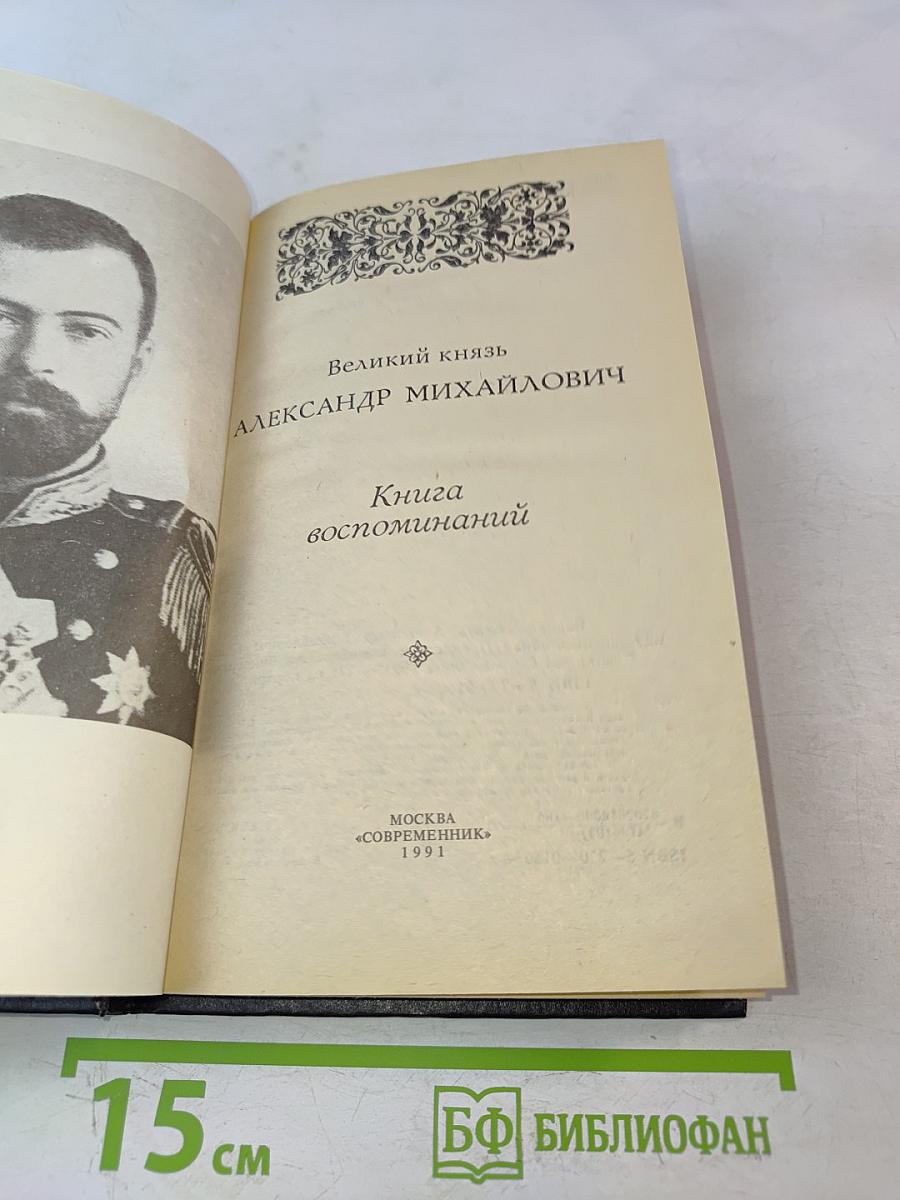 Великий князь
АЛЕКСАНДР МИХАЙЛОВИЧ
Книга
воспоминаний
МОСКВА
«СОВРЕМЕННИК»
1991
15 см
БФ БИБЛИОФАН